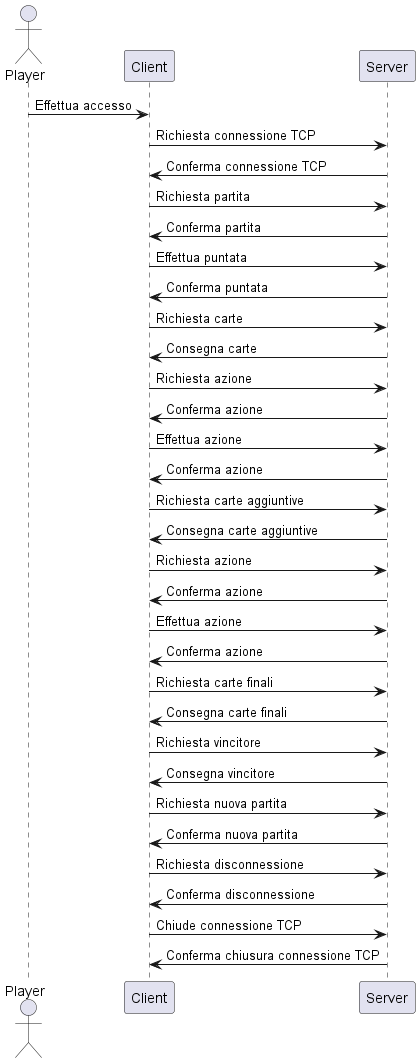 Player
Client
Server
Effettua accesso
Richiesta connessione TCP
Conferma connessione TCP
Richiesta partita
Conferma partita
Effettua puntata
Conferma puntata
Richiesta carte
Consegna carte
Richiesta azione
Conferma azione
Effettua azione
Conferma azione
Richiesta carte aggiuntive
Consegna carte aggiuntive
Richiesta azione
Conferma azione
Effettua azione
Conferma azione
Richiesta carte finali
Consegna carte finali
Richiesta vincitore
Consegna vincitore
Richiesta nuova partita
Conferma nuova partita
Richiesta disconnessione
Conferma disconnessione
Chiude connessione TCP
Conferma chiusura connessione TCP
Player
Client
Server